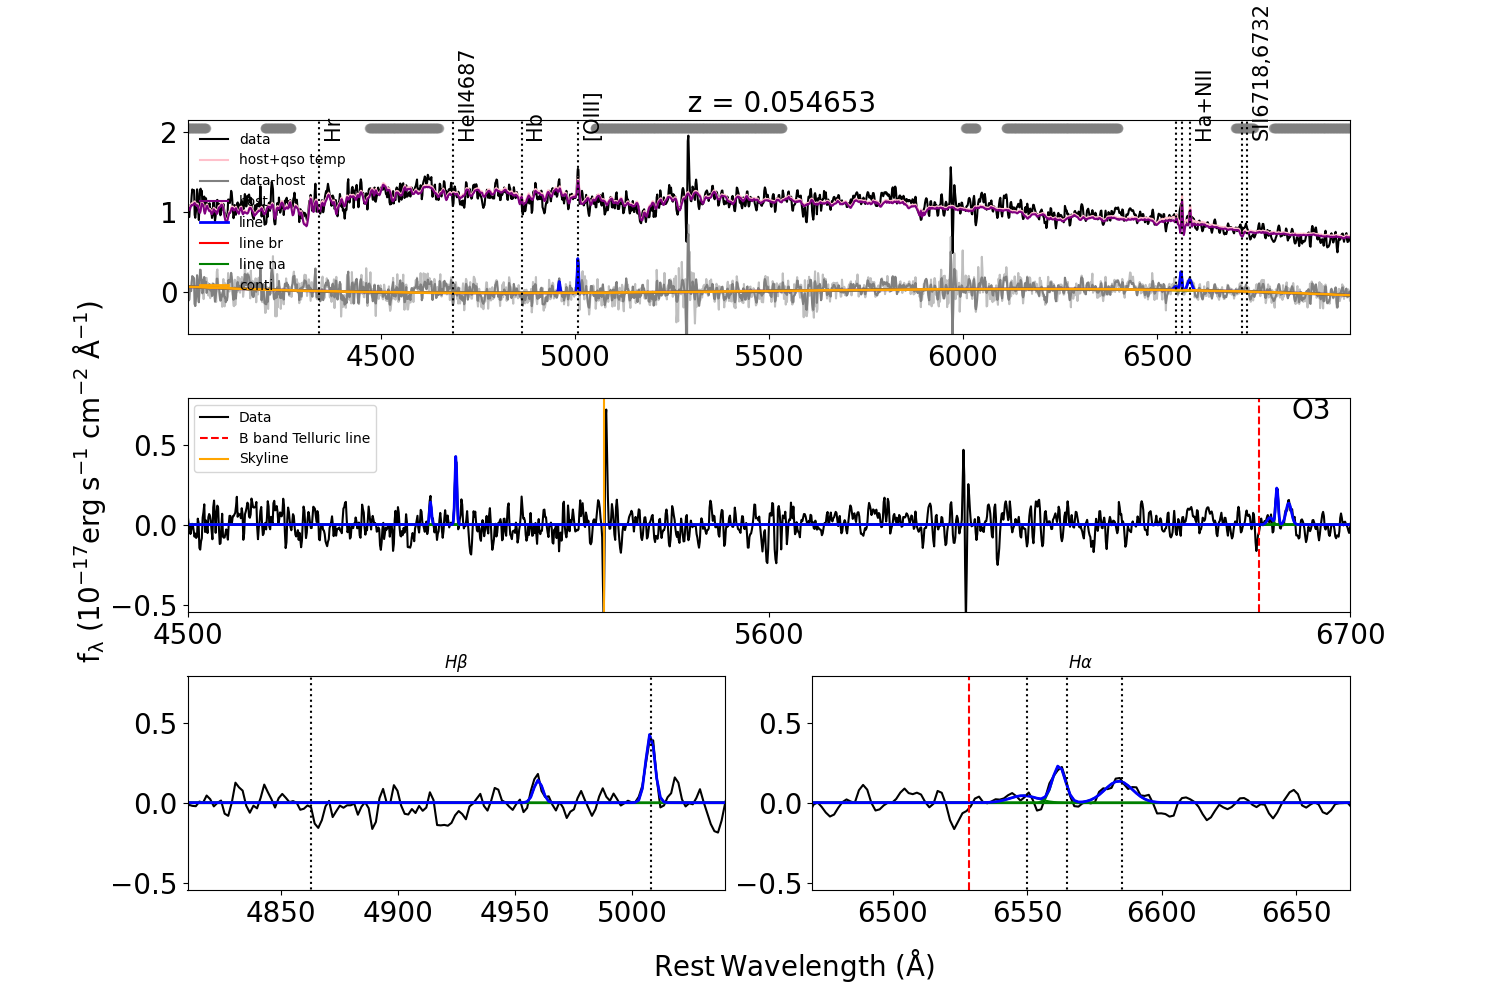 z = 0.054653
Hr
HeII4687
Hb
[OIII]
Ha+NII
SII6718,6732
data
host+qso temp
data-host
line
line br
line na
conti
2
1
0
4500 5000 5500 6000 6500
Data
B band Telluric line
Skyline
O3
0.5
0.0
−0.5
4500 5600 6700
fλ (10⁻¹⁷erg s⁻¹ cm⁻² Å⁻¹)
Hβ
0.5
0.0
−0.5
4850 4900 4950 5000
Hα
0.5
0.0
−0.5
6500 6550 6600 6650
Rest Wavelength (Å)